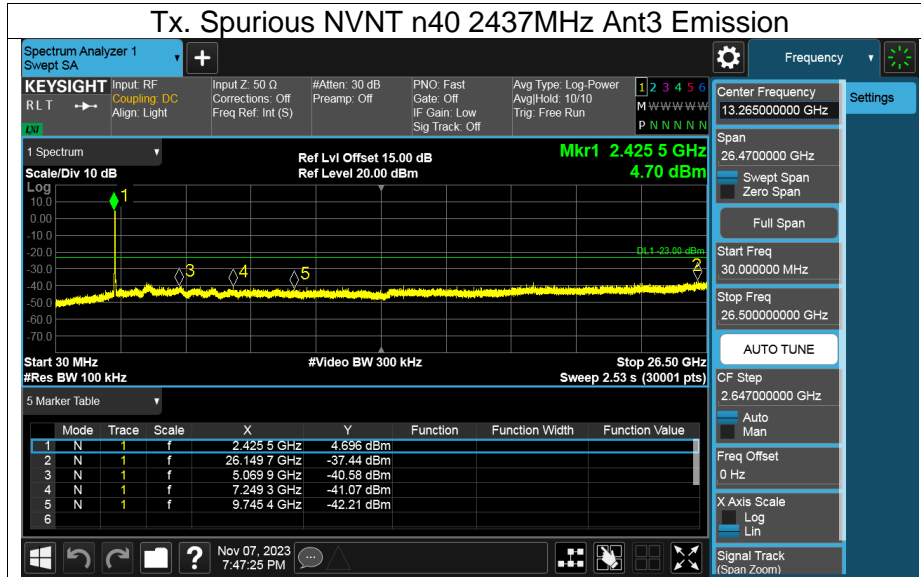 Tx. Spurious NVNT n40 2437MHz Ant3 Emission
Spectrum Analyzer 1
Swept SA
Frequency
KEYSIGHT
RLT
LXI
Input: RF
Coupling: DC
Align: Light
Input Z: 50 Ω
Corrections: Off
Freq Ref: Int (S)
#Atten: 30 dB
Preamp: Off
PNO: Fast
Gate: Off
IF Gain: Low
Sig Track: Off
Avg Type: Log-Power
Avg|Hold: 10/10
Trig: Free Run
1 2 3 4 5 6
M W W W W W
P N N N N N
Center Frequency
13.265000000 GHz
Settings
1 Spectrum
Scale/Div 10 dB
Ref Lvl Offset 15.00 dB
Ref Level 20.00 dBm
Mkr1 2.425 5 GHz
4.70 dBm
Span
26.4700000 GHz
Swept Span
Zero Span
Full Span
Start Freq
30.000000 MHz
Stop Freq
26.500000000 GHz
AUTO TUNE
CF Step
2.647000000 GHz
Auto
Man
Freq Offset
0 Hz
X Axis Scale
Log
Lin
Signal Track
(Span Zoom)
Log
10.0
0.00
-10.0
-20.0
-30.0
-40.0
-50.0
-60.0
-70.0
1
DL1 -23.00 dBm
2
3
4
5
Start 30 MHz
#Video BW 300 kHz
Stop 26.50 GHz
#Res BW 100 kHz
Sweep 2.53 s (30001 pts)
5 Marker Table
Mode Trace Scale X Y Function Function Width Function Value
1 N 1 f 2.425 5 GHz 4.696 dBm
2 N 1 f 26.149 7 GHz -37.44 dBm
3 N 1 f 5.069 9 GHz -40.58 dBm
4 N 1 f 7.249 3 GHz -41.07 dBm
5 N 1 f 9.745 4 GHz -42.21 dBm
6
?
Nov 07, 2023
7:47:25 PM